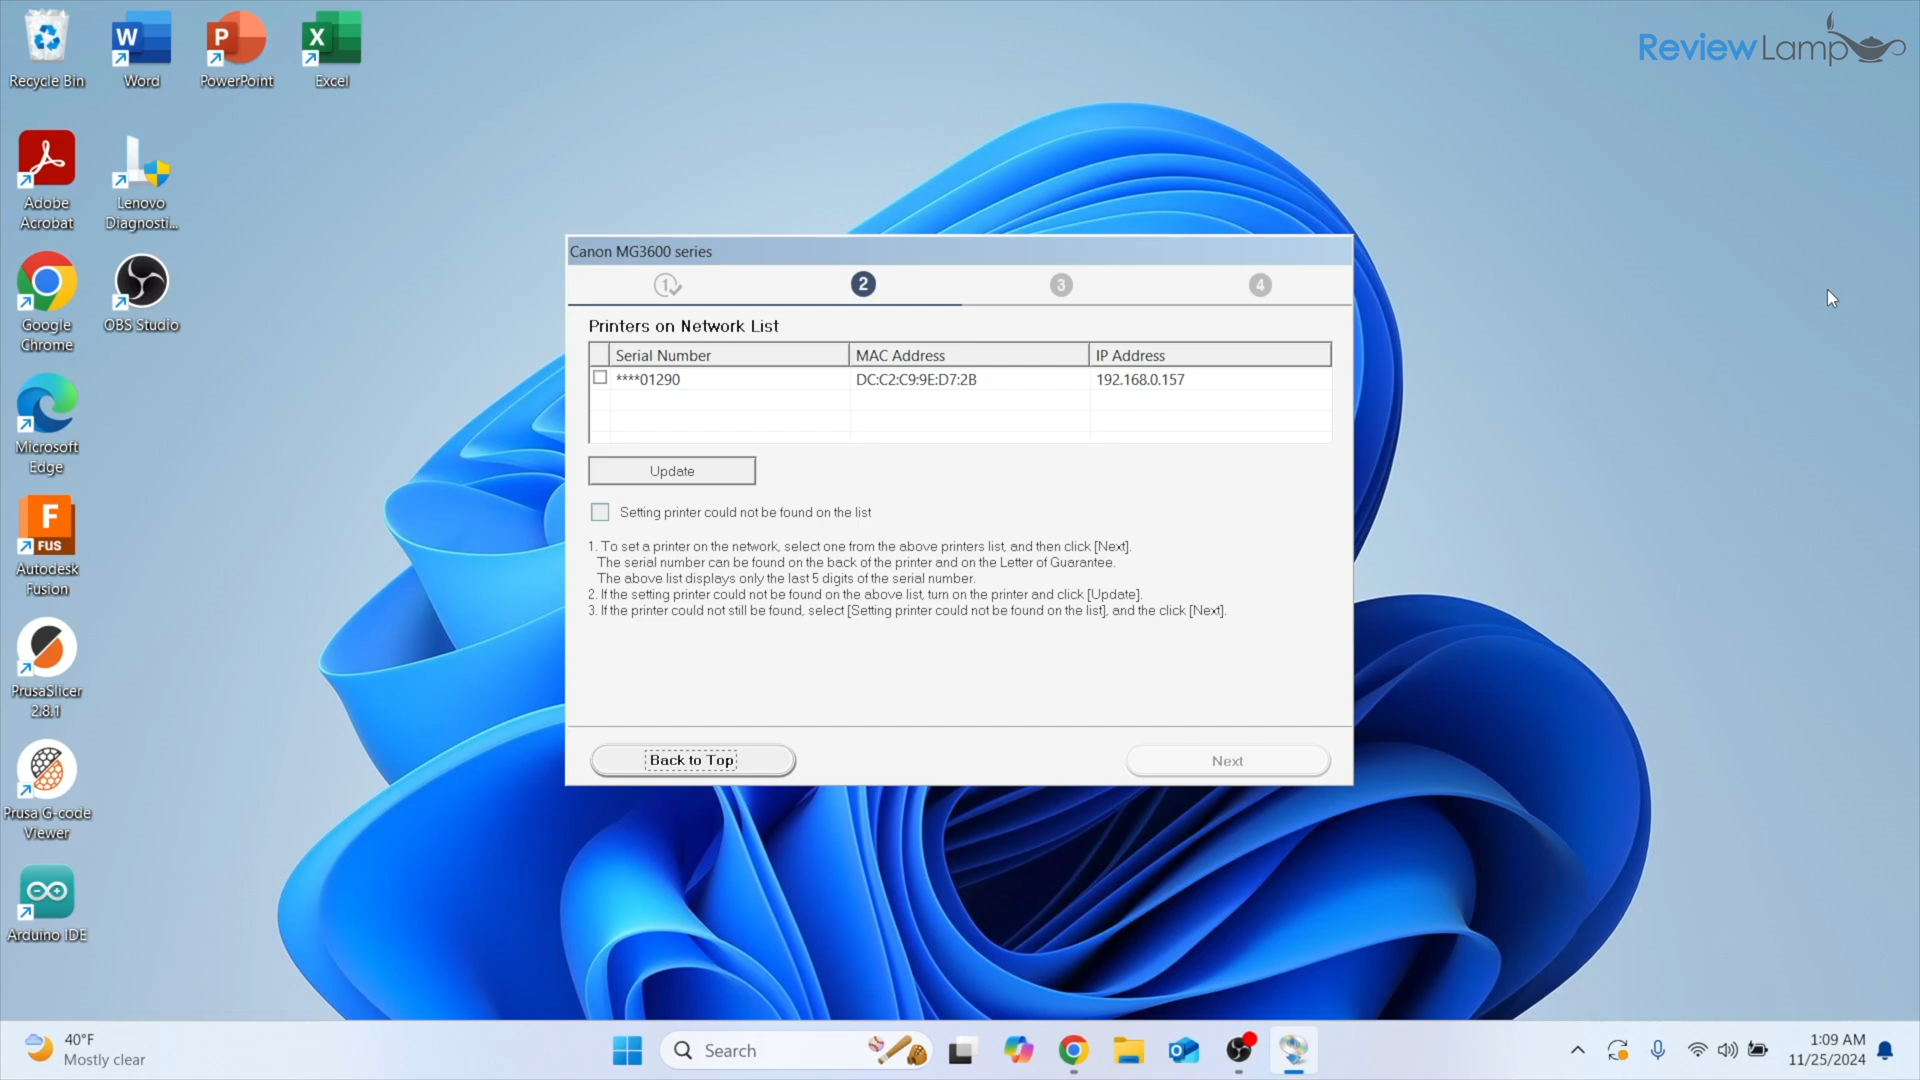 Recycle Bin
Word
PowerPoint
Excel
Review Lamp
Adobe
Acrobat
Lenovo
Diagnosti...
Google
Chrome
OBS Studio
Microsoft
Edge
Autodesk
Fusion
FUS
PrusaSlicer
2.8.1
Prusa G-code
Viewer
Arduino IDE
Canon MG3600 series
1
2
3
4
Printers on Network List
Serial Number MAC Address IP Address
****01290 DC:C2:C9:9E:D7:2B 192.168.0.157
Update
Setting printer could not be found on the list
1. To set a printer on the network, select one from the above printers list, and then click [Next].
The serial number can be found on the back of the printer and on the Letter of Guarantee.
The above list displays only the last 5 digits of the serial number.
2. If the setting printer could not be found on the above list, turn on the printer and click [Update].
3. If the printer could not still be found, select [Setting printer could not be found on the list], and the click [Next].
Back to Top
Next
40°F
Mostly clear
Search
1:09 AM
11/25/2024